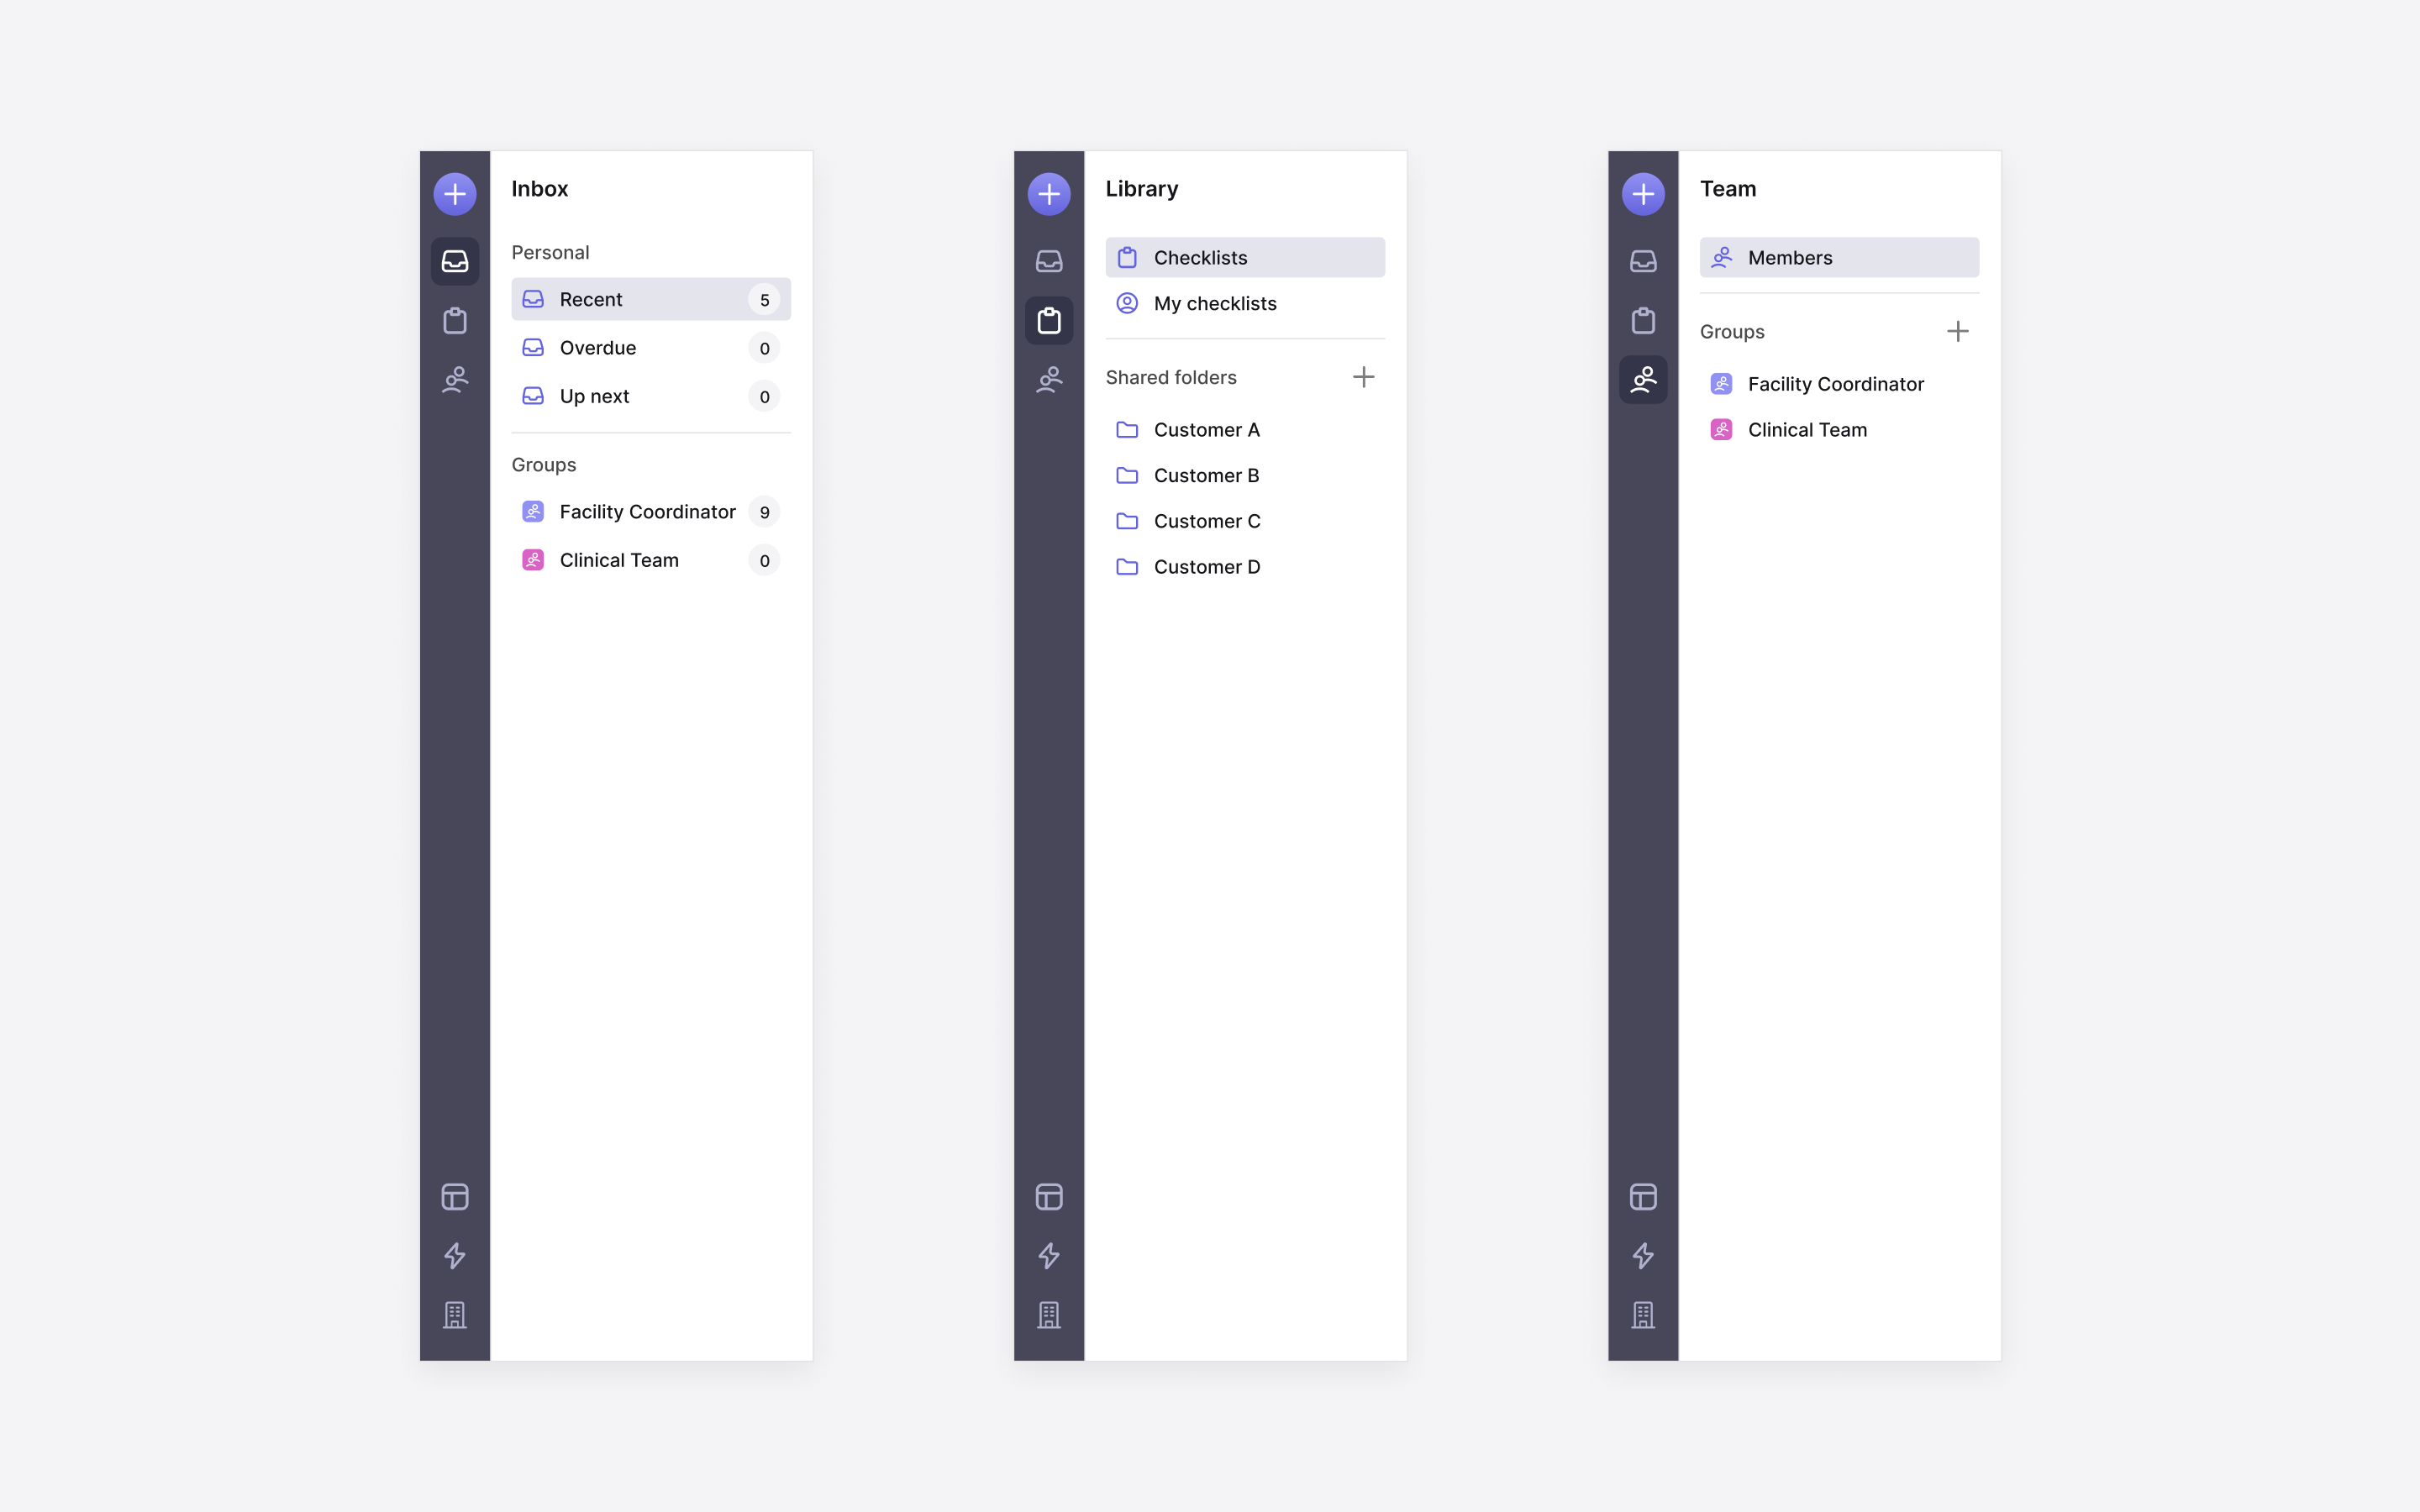 Inbox
Personal
Recent 5
Overdue 0
Up next 0
Groups
Facility Coordinator 9
Clinical Team 0
Library
Checklists
My checklists
Shared folders
Customer A
Customer B
Customer C
Customer D
Team
Members
Groups
Facility Coordinator
Clinical Team